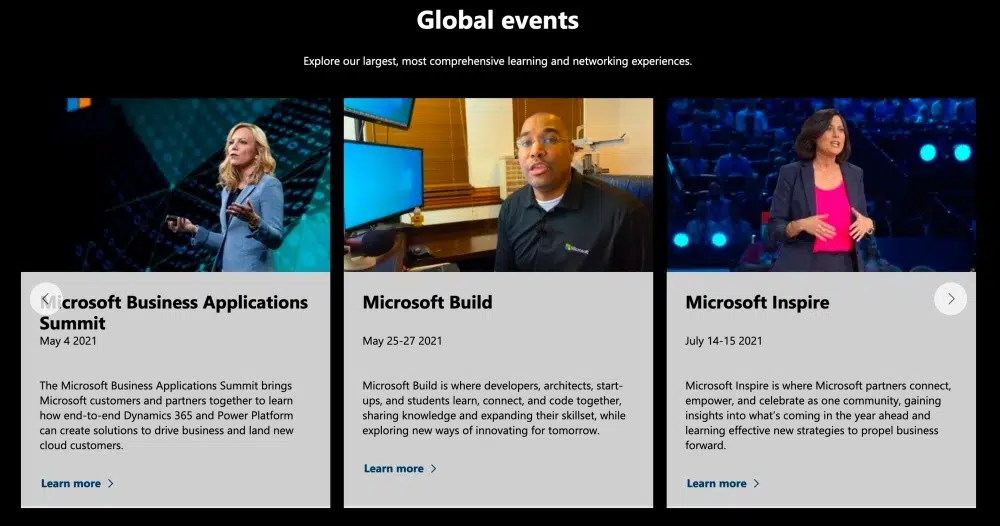 Global events
Explore our largest, most comprehensive learning and networking experiences.
Microsoft
Microsoft Business Applications
Summit
May 4 2021
The Microsoft Business Applications Summit brings
Microsoft customers and partners together to learn
how end-to-end Dynamics 365 and Power Platform
can create solutions to drive business and land new
cloud customers.
Learn more
Microsoft Build
May 25-27 2021
Microsoft Build is where developers, architects, start-
ups, and students learn, connect, and code together,
sharing knowledge and expanding their skillset, while
exploring new ways of innovating for tomorrow.
Learn more
Microsoft Inspire
July 14-15 2021
Microsoft Inspire is where Microsoft partners connect,
empower, and celebrate as one community, gaining
insights into what's coming in the year ahead and
learning effective new strategies to propel business
forward.
Learn more